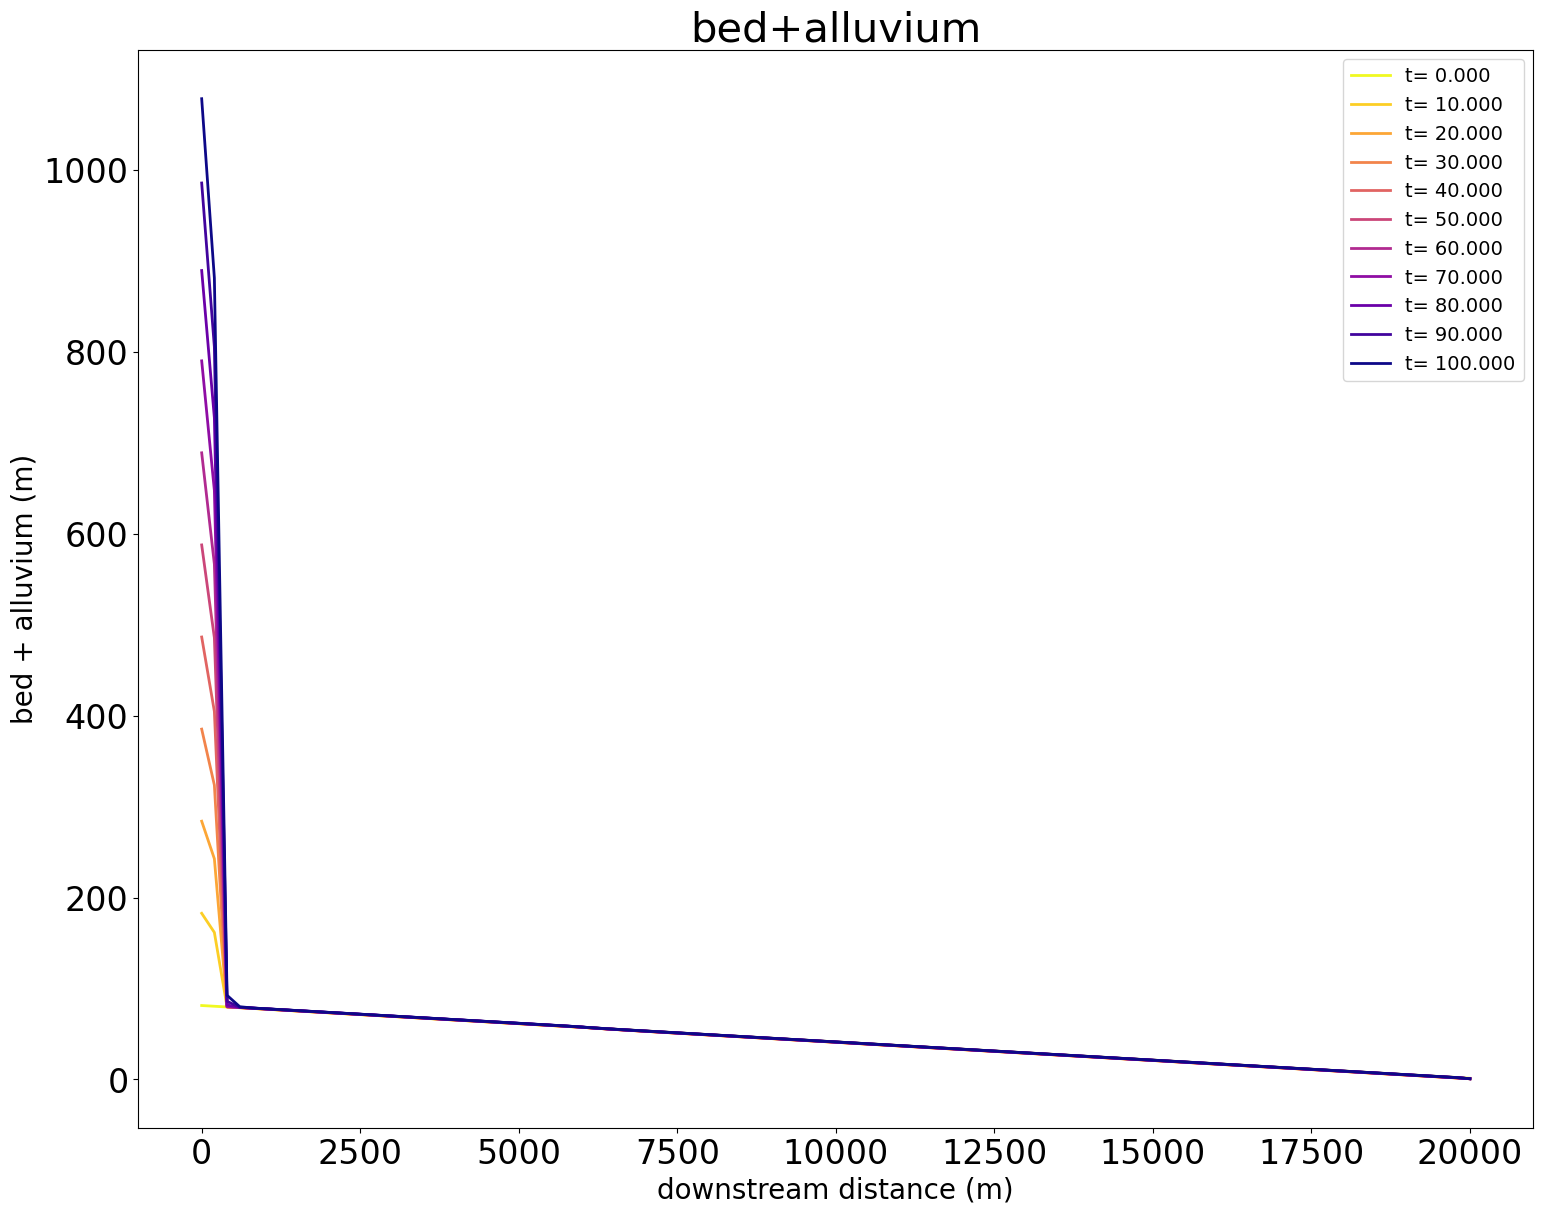 bed+alluvium
t= 0.000
t= 10.000
t= 20.000
t= 30.000
t= 40.000
t= 50.000
t= 60.000
t= 70.000
t= 80.000
t= 90.000
t= 100.000
1000
800
600
400
200
0
bed + alluvium (m)
0 2500 5000 7500 10000 12500 15000 17500 20000
downstream distance (m)